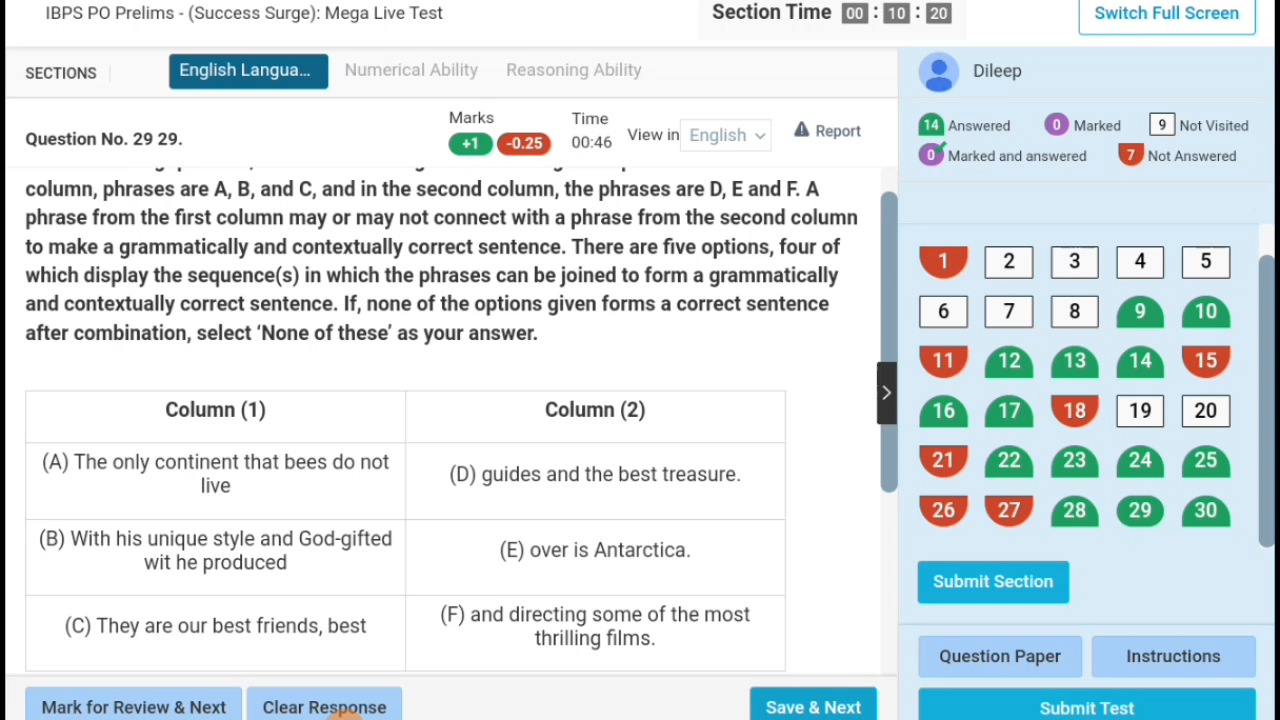 IBPS PO Prelims - (Success Surge): Mega Live Test
Section Time 00 : 10 : 20
Switch Full Screen
SECTIONS
English Langua...
Numerical Ability
Reasoning Ability
Dileep
Question No. 29 29.
Marks
+1 -0.25
Time
00:46
View in English
Report
14 Answered
0 Marked
9 Not Visited
0 Marked and answered
7 Not Answered
column, phrases are A, B, and C, and in the second column, the phrases are D, E and F. A
phrase from the first column may or may not connect with a phrase from the second column
to make a grammatically and contextually correct sentence. There are five options, four of
which display the sequence(s) in which the phrases can be joined to form a grammatically
and contextually correct sentence. If, none of the options given forms a correct sentence
after combination, select ‘None of these’ as your answer.
Column (1)
Column (2)
(A) The only continent that bees do not
live
(D) guides and the best treasure.
(B) With his unique style and God-gifted
wit he produced
(E) over is Antarctica.
(C) They are our best friends, best
(F) and directing some of the most
thrilling films.
1 2 3 4 5
6 7 8 9 10
11 12 13 14 15
16 17 18 19 20
21 22 23 24 25
26 27 28 29 30
Submit Section
Question Paper
Instructions
Mark for Review & Next
Clear Response
Save & Next
Submit Test